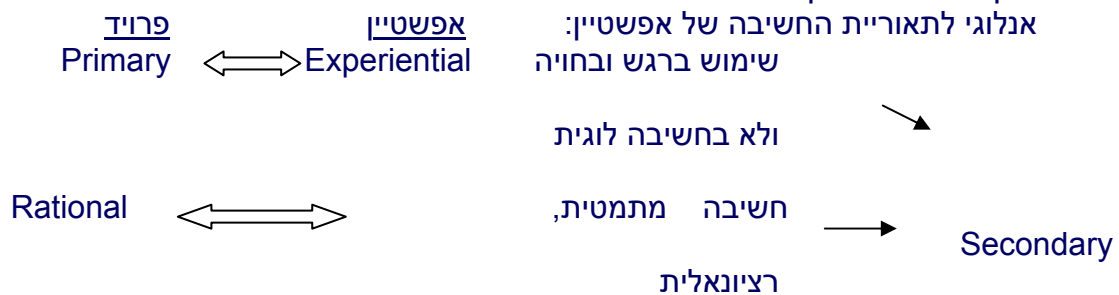 אנלוגי לתאוריית החשיבה של אפשטיין: אפשטיין פרויד
שימוש ברגש ובחויה Experiential Primary
ולא בחשיבה לוגית
חשיבה מתמטית, Rational
Secondary
רציונאלית